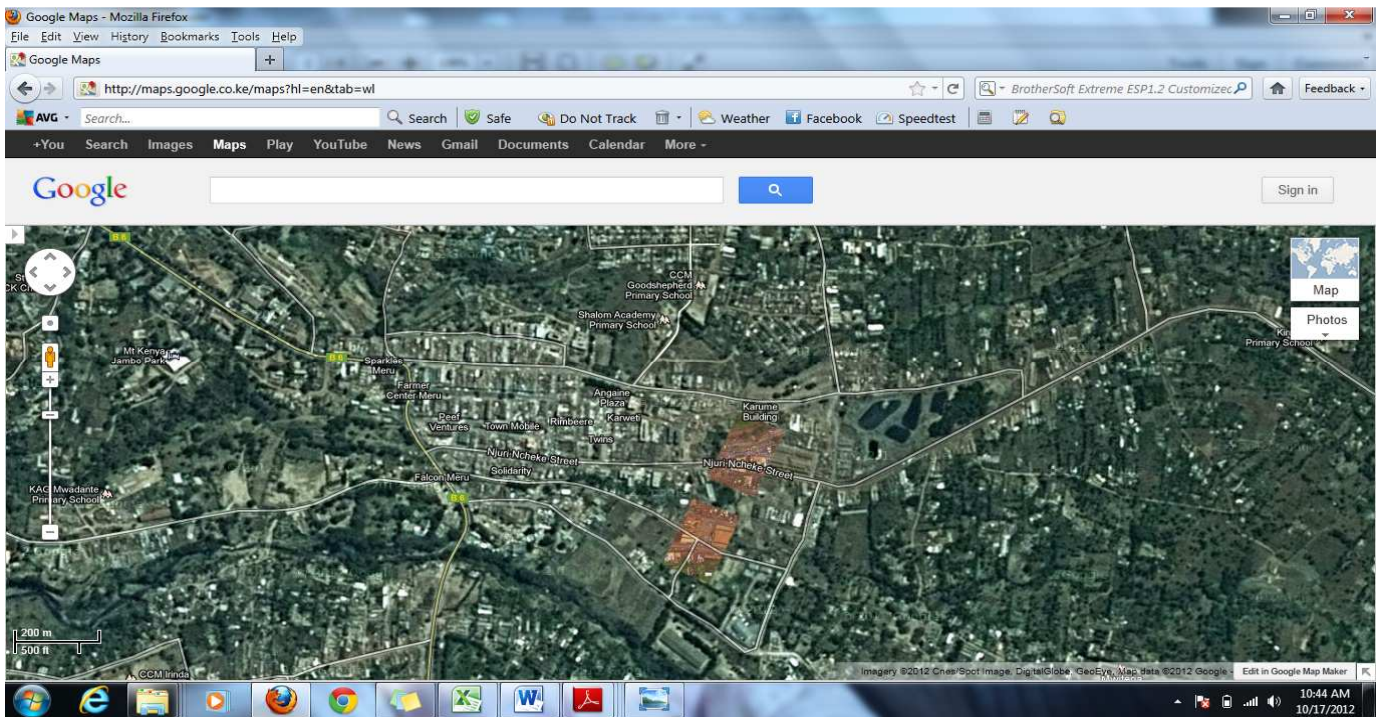 Google Maps - Mozilla Firefox
File Edit View History Bookmarks Tools Help
Google Maps
http://maps.google.co.ke/maps?hl=en&tab=wl
BrotherSoft Extreme ESP1.2 Customized
Feedback
AVG
Search...
Search
Safe
Do Not Track
Weather
Facebook
Speedtest
+You Search Images Maps Play YouTube News Gmail Documents Calendar More
Google
Sign in
B 6
Map
Photos
CCM
Goodshepherd
Primary School
Shalom Academy
Primary School
Primary School
Mt Kenya
Jambo Park
B 6
Sparkles
Meru
Farmer
Center Meru
Angaine
Plaza
Karume
Building
Peef
Ventures
Town Mobile
Rimbeere
Karweti
Twins
Njuri-Ncheke Street
Njuri-Ncheke Street
Solidarity
Falcon Meru
B 6
KAG Mwadante
Primary School
200 m
500 ft
CCM Irinda
Imagery ©2012 Cnes/Spot Image, DigitalGlobe, GeoEye, Map data ©2012 Google -
Edit in Google Map Maker
10:44 AM
10/17/2012